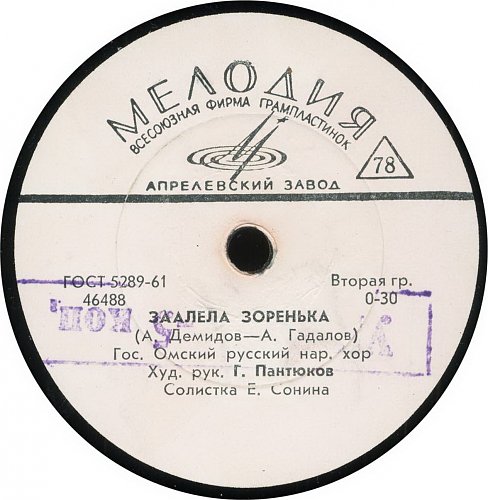 МЕЛОДИЯ
ВСЕСОЮЗНАЯ ФИРМА ГРАМПЛАСТИНОК
78
АПРЕЛЕВСКИЙ ЗАВОД
ГОСТ 5289-61
46488
Вторая гр.
0-30
ЗААЛЕЛА ЗОРЕНЬКА
(А. Демидов—А. Гадалов)
Гос. Омский русский нар. хор
Худ. рук. Г. Пантюков
Солистка Е. Сонина
коп.